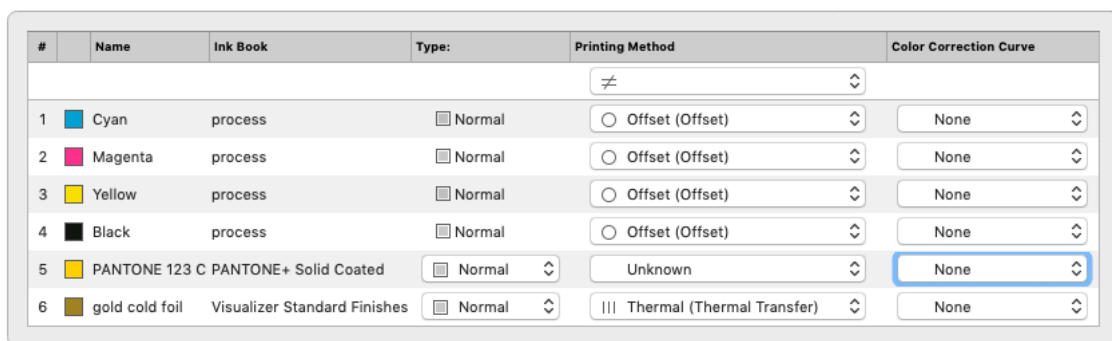 # Name Ink Book Type: Printing Method Color Correction Curve
≠
1 Cyan process Normal Offset (Offset) None
2 Magenta process Normal Offset (Offset) None
3 Yellow process Normal Offset (Offset) None
4 Black process Normal Offset (Offset) None
5 PANTONE 123 C PANTONE+ Solid Coated Normal Unknown None
6 gold cold foil Visualizer Standard Finishes Normal Thermal (Thermal Transfer) None